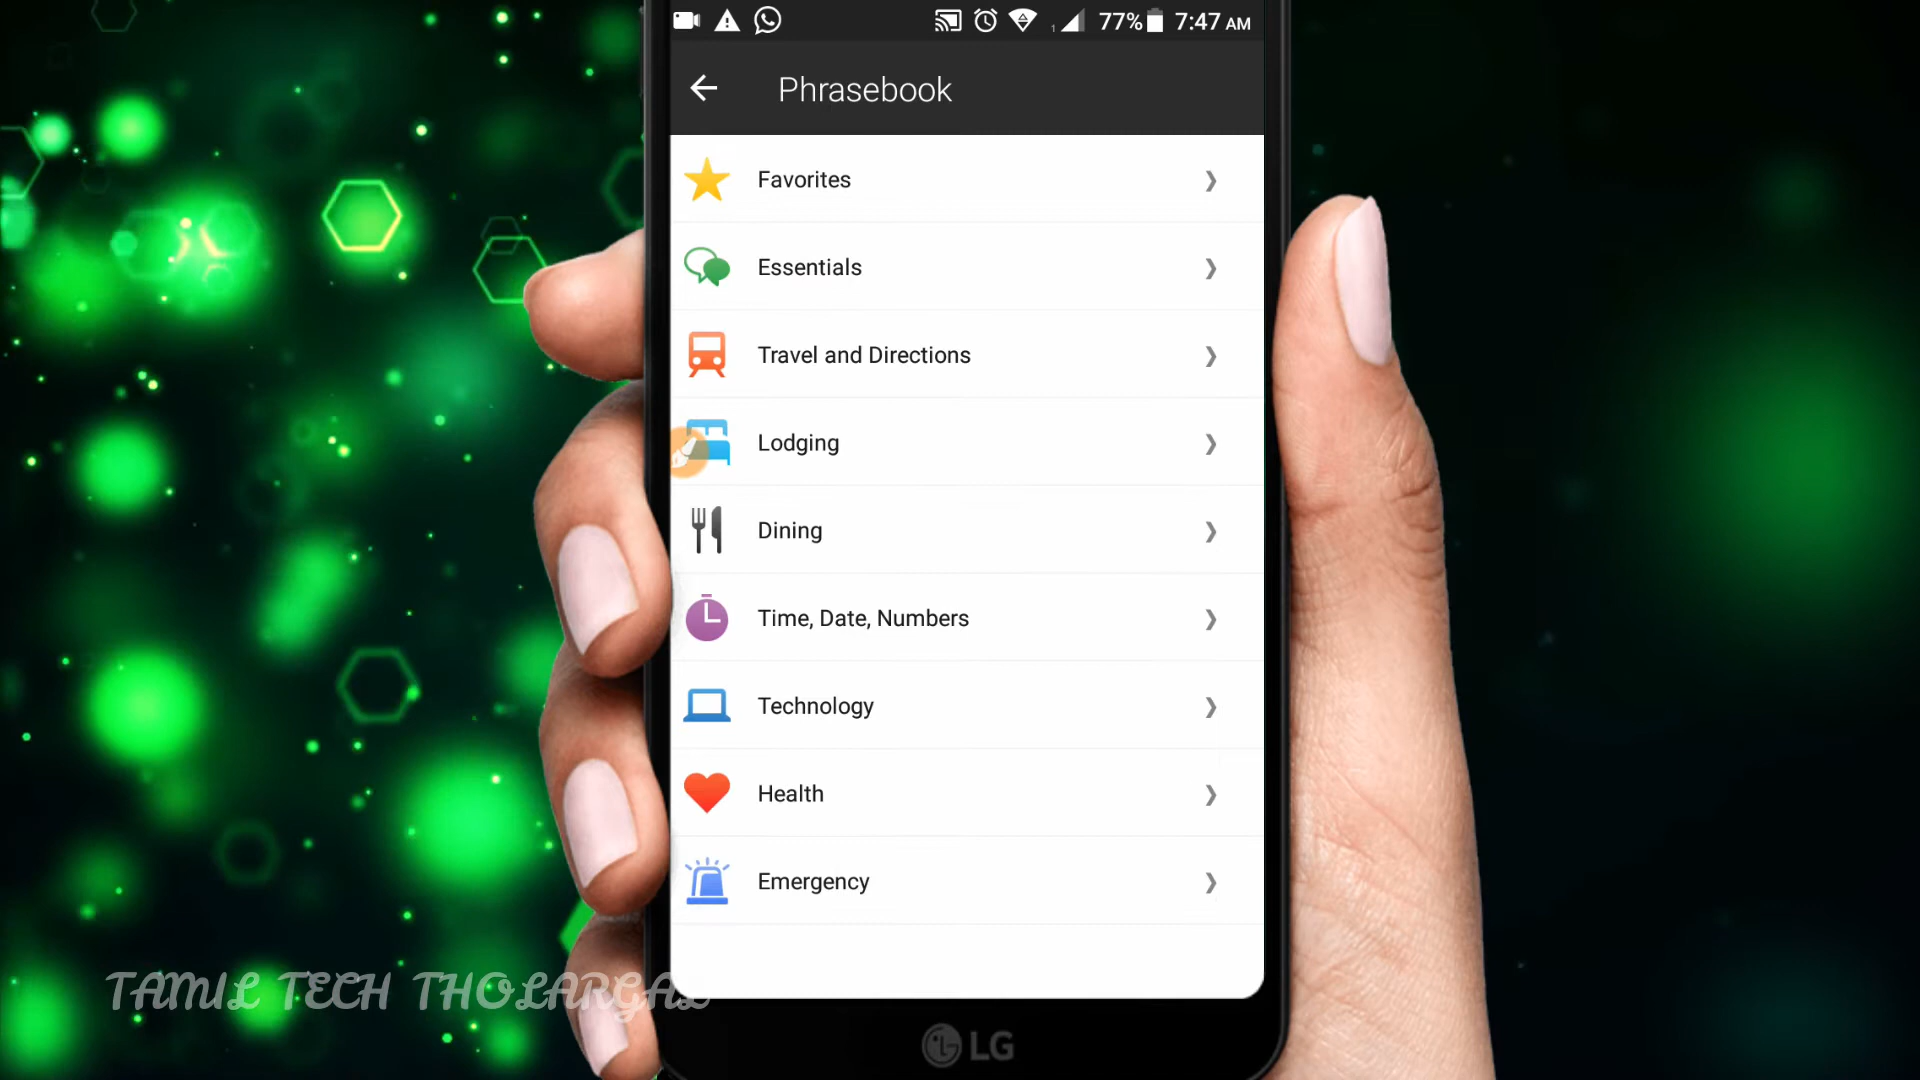 77% 7:47 AM
Phrasebook
Favorites
Essentials
Travel and Directions
Lodging
Dining
Time, Date, Numbers
Technology
Health
Emergency
TAMIL TECH THOLARGAL
LG